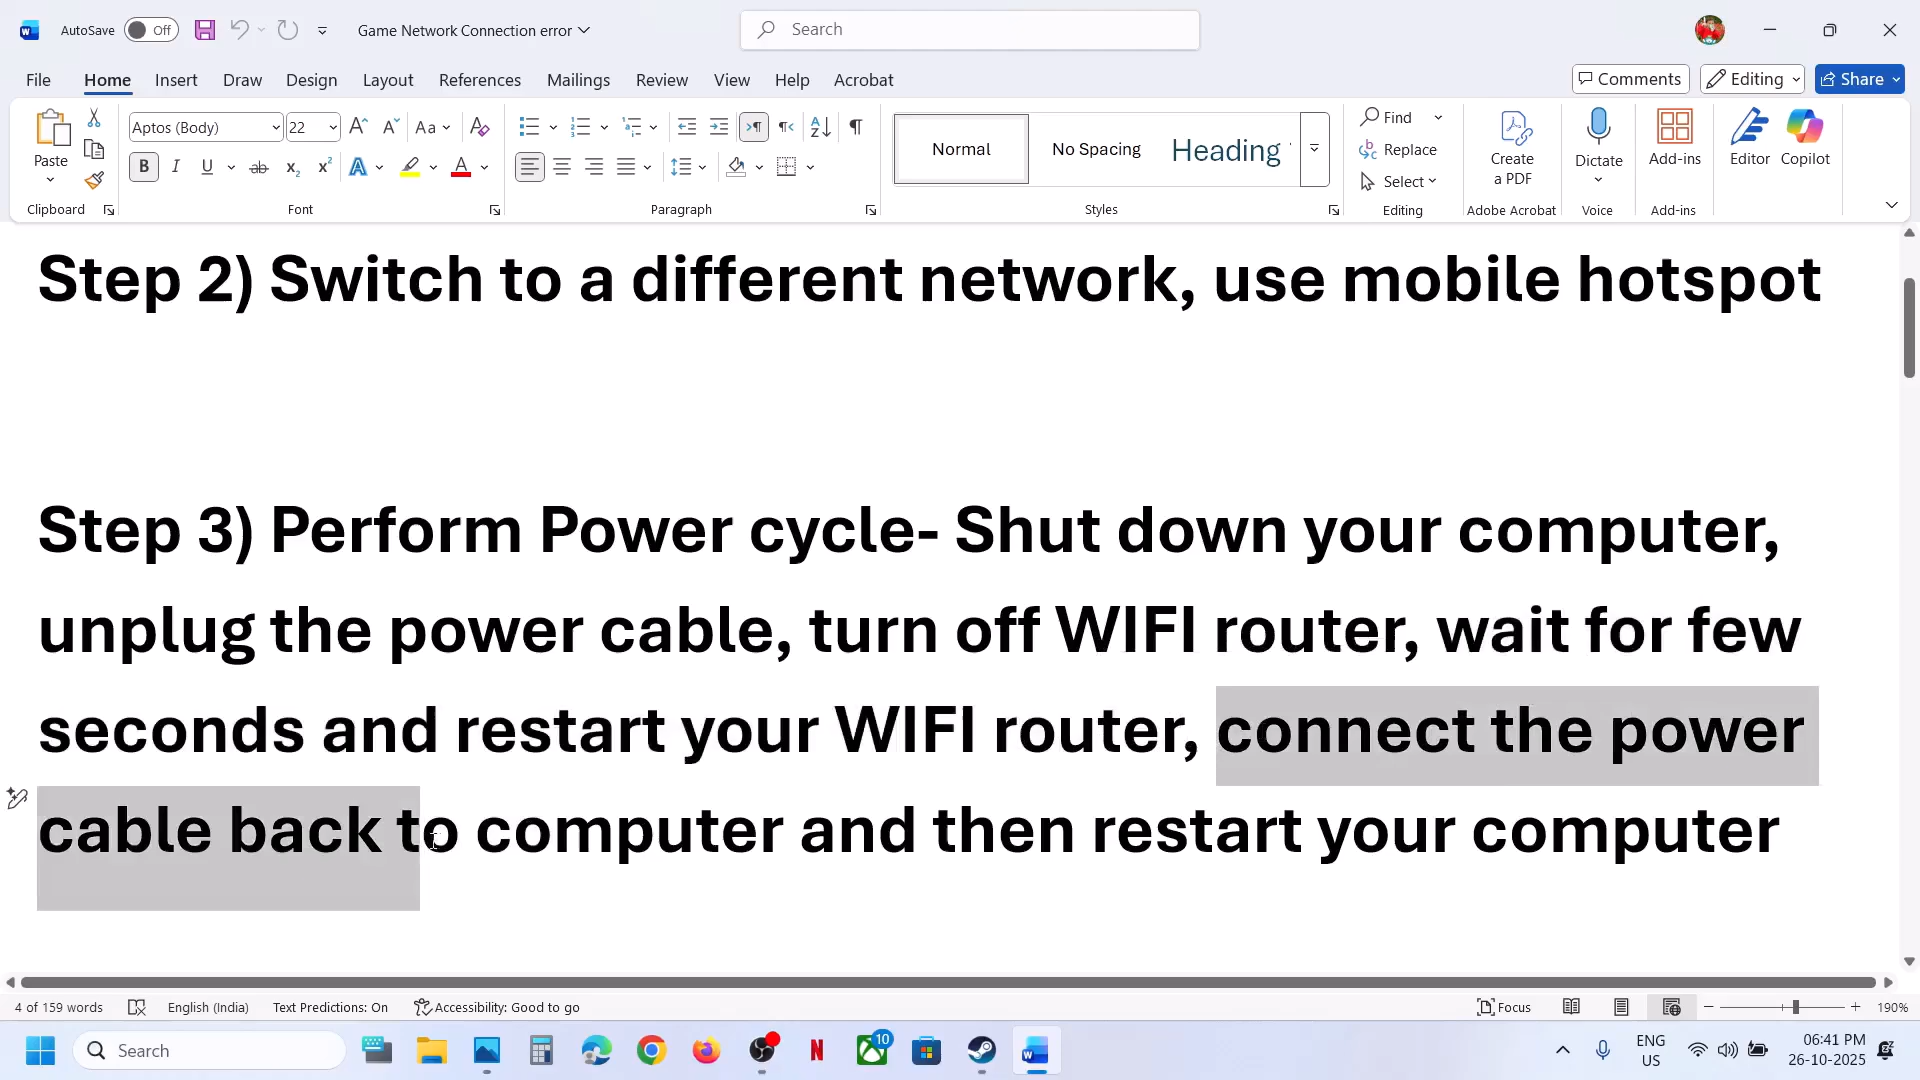 AutoSave Off Game Network Connection error Search
File Home Insert Draw Design Layout References Mailings Review View Help Acrobat Comments Editing Share
Paste Aptos (Body) 22 Aa Normal No Spacing Heading Find Replace Select Create a PDF Dictate Add-ins Editor Copilot
Clipboard Font Paragraph Styles Editing Adobe Acrobat Voice Add-ins
Step 2) Switch to a different network, use mobile hotspot
Step 3) Perform Power cycle- Shut down your computer,
unplug the power cable, turn off WIFI router, wait for few
seconds and restart your WIFI router, connect the power
cable back to computer and then restart your computer
4 of 159 words English (India) Text Predictions: On Accessibility: Good to go Focus 190%
Search 10 ENG US 06:41 PM 26-10-2025